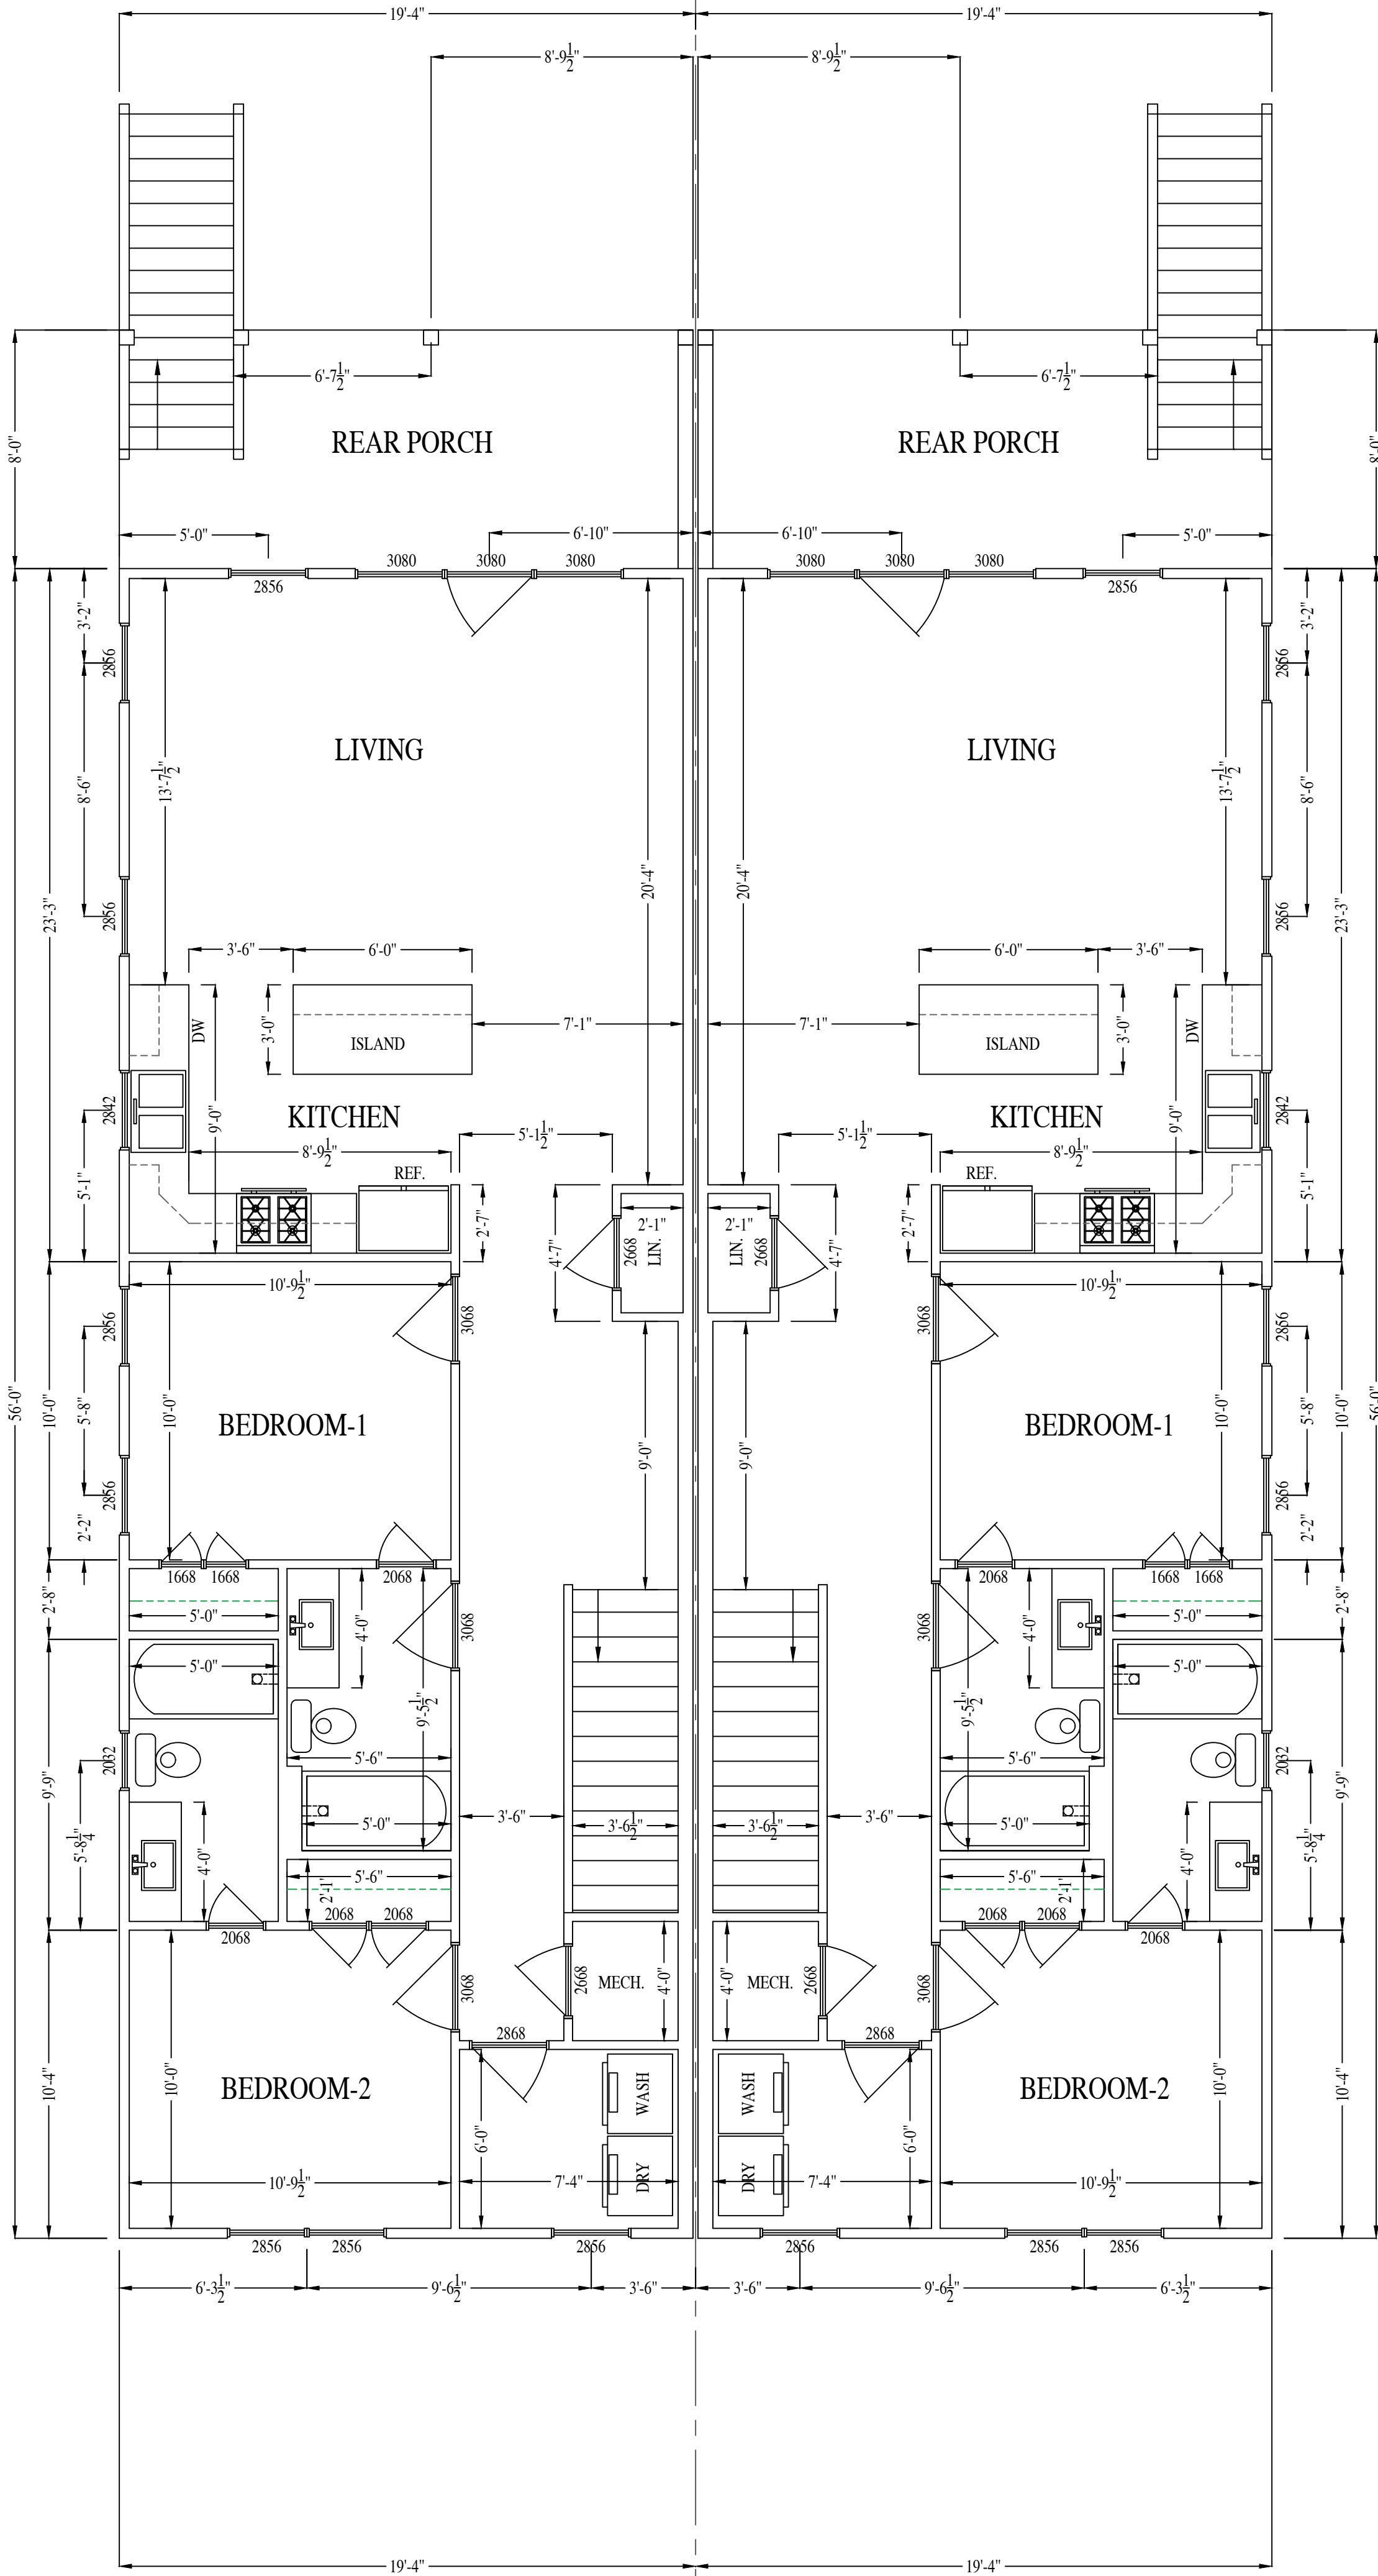 19'-4" 19'-4"
8'-9 1/2" 8'-9 1/2"
6'-7 1/2" 6'-7 1/2"
8'-0" REAR PORCH REAR PORCH 8'-0"
5'-0" 6'-10" 6'-10" 5'-0"
3080 3080 3080 3080 3080 3080
2856 2856
3'-2" 3'-2"
2856 2856
LIVING LIVING
8'-6" 13'-7 1/2" 13'-7 1/2" 8'-6"
20'-4" 20'-4"
23'-3" 2856 2856 23'-3"
3'-6" 6'-0" 6'-0" 3'-6"
DW 3'-0" 7'-1" 7'-1" 3'-0" DW
ISLAND ISLAND
2842 KITCHEN KITCHEN 2842
9'-0" 9'-0"
5'-1 1/2" 5'-1 1/2"
8'-9 1/2" 8'-9 1/2"
REF. REF.
5'-1" 5'-1"
2'-7" 2'-1" 2'-1" 2'-7"
4'-7" 2668 LIN. LIN. 2668 4'-7"
10'-9 1/2" 10'-9 1/2"
2856 3068 3068 2856
56'-0" 10'-0" 5'-8" 10'-0" 10'-0" 5'-8" 10'-0" 56'-0"
BEDROOM-1 BEDROOM-1
9'-0" 9'-0"
2856 2856
2'-2" 2'-2"
1668 1668 2068 2068 1668 1668
2'-8" 2'-8"
5'-0" 4'-0" 3068 3068 4'-0" 5'-0"
5'-0" 5'-0"
9'-5 1/2" 9'-5 1/2"
2032 5'-6" 5'-6" 2032
9'-9" 9'-9"
5'-0" 3'-6" 3'-6 1/2" 3'-6 1/2" 3'-6" 5'-0"
5'-8 1/4" 4'-0" 4'-0" 5'-8 1/4"
5'-6" 5'-6"
2'-1" 2'-1"
2068 2068 2068 2068
2068 2068
3068 2668 MECH. 4'-0" 4'-0" MECH. 2668 3068
2868 2868
10'-4" 10'-0" BEDROOM-2 WASH WASH BEDROOM-2 10'-0" 10'-4"
6'-0" 6'-0"
10'-9 1/2" 7'-4" DRY DRY 7'-4" 10'-9 1/2"
2856 2856 2856 2856 2856 2856
6'-3 1/2" 9'-6 1/2" 3'-6" 3'-6" 9'-6 1/2" 6'-3 1/2"
19'-4" 19'-4"